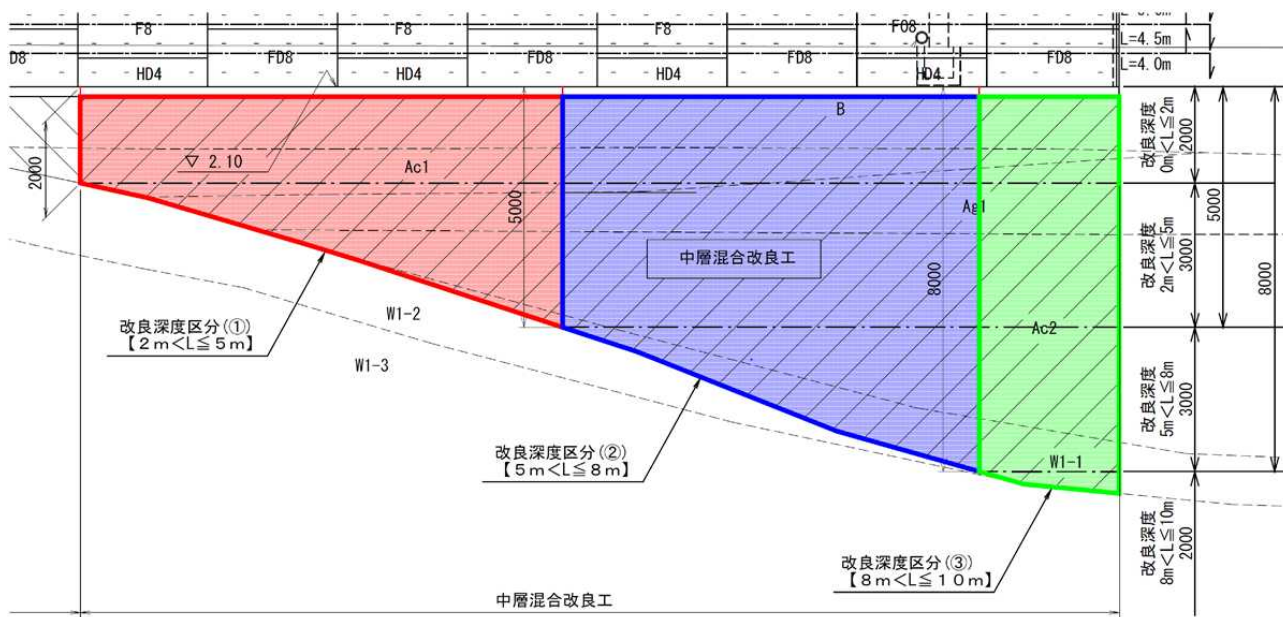 F8
F8
F8
FO8
L=4.5m
D8
FD8
FD8
FD8
FD8
HD4
HD4
HD4
HD4
L=4.0m
B
▽ 2.10
Ac1
2000
5000
Ag1
中層混合改良工
8000
Ac2
W1-1
W1-2
W1-3
改良深度区分(①)
【2m<L≦5m】
改良深度区分(②)
【5m<L≦8m】
改良深度区分(③)
【8m<L≦10m】
中層混合改良工
改良深度
0m<L≦2m
2000
改良深度
2m<L≦5m
3000
5000
改良深度
5m<L≦8m
3000
8000
改良深度
8m<L≦10m
2000